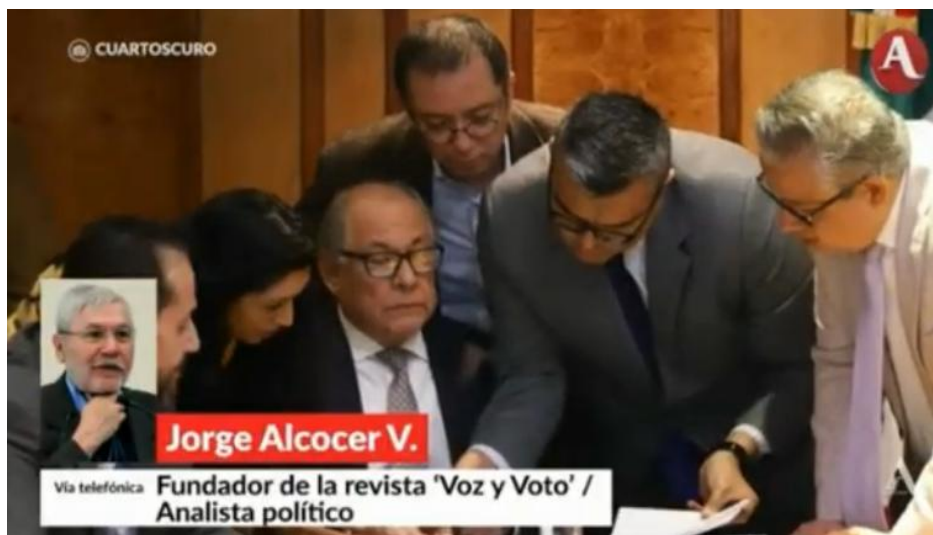 CUARTOSCURO
A
Jorge Alcocer V.
Vía telefónica
Fundador de la revista 'Voz y Voto' /
Analista político